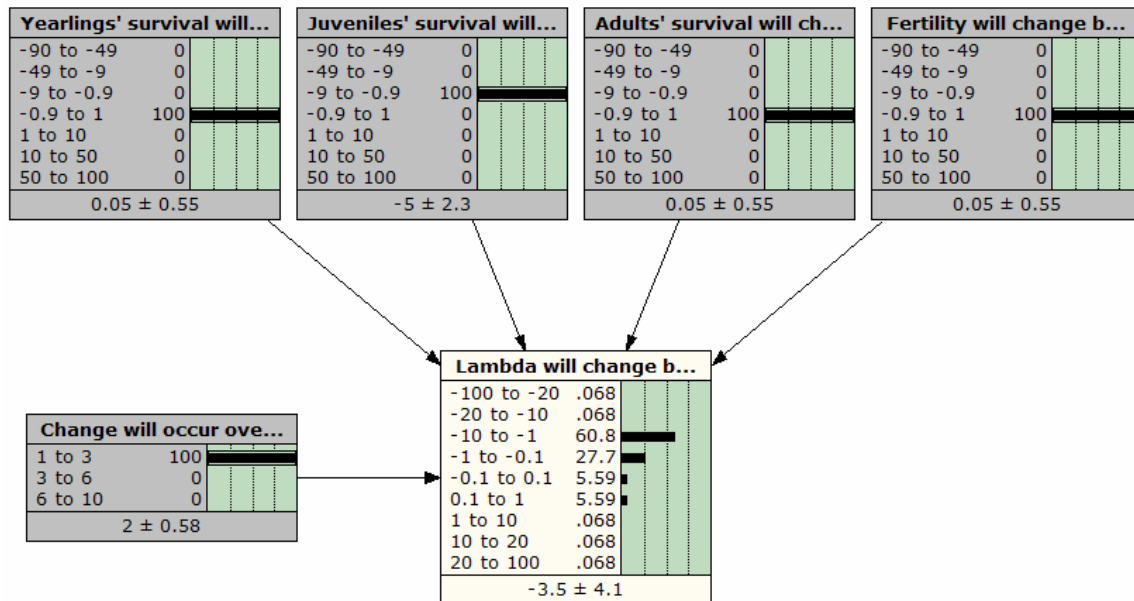 Yearlings' survival will...
-90 to -49 0
-49 to -9 0
-9 to -0.9 0
-0.9 to 1 100
1 to 10 0
10 to 50 0
50 to 100 0
0.05 ± 0.55
Juveniles' survival will...
-90 to -49 0
-49 to -9 0
-9 to -0.9 100
-0.9 to 1 0
1 to 10 0
10 to 50 0
50 to 100 0
-5 ± 2.3
Adults' survival will ch...
-90 to -49 0
-49 to -9 0
-9 to -0.9 0
-0.9 to 1 100
1 to 10 0
10 to 50 0
50 to 100 0
0.05 ± 0.55
Fertility will change b...
-90 to -49 0
-49 to -9 0
-9 to -0.9 0
-0.9 to 1 100
1 to 10 0
10 to 50 0
50 to 100 0
0.05 ± 0.55
Change will occur ove...
1 to 3 100
3 to 6 0
6 to 10 0
2 ± 0.58
Lambda will change b...
-100 to -20 .068
-20 to -10 .068
-10 to -1 60.8
-1 to -0.1 27.7
-0.1 to 0.1 5.59
0.1 to 1 5.59
1 to 10 .068
10 to 20 .068
20 to 100 .068
-3.5 ± 4.1